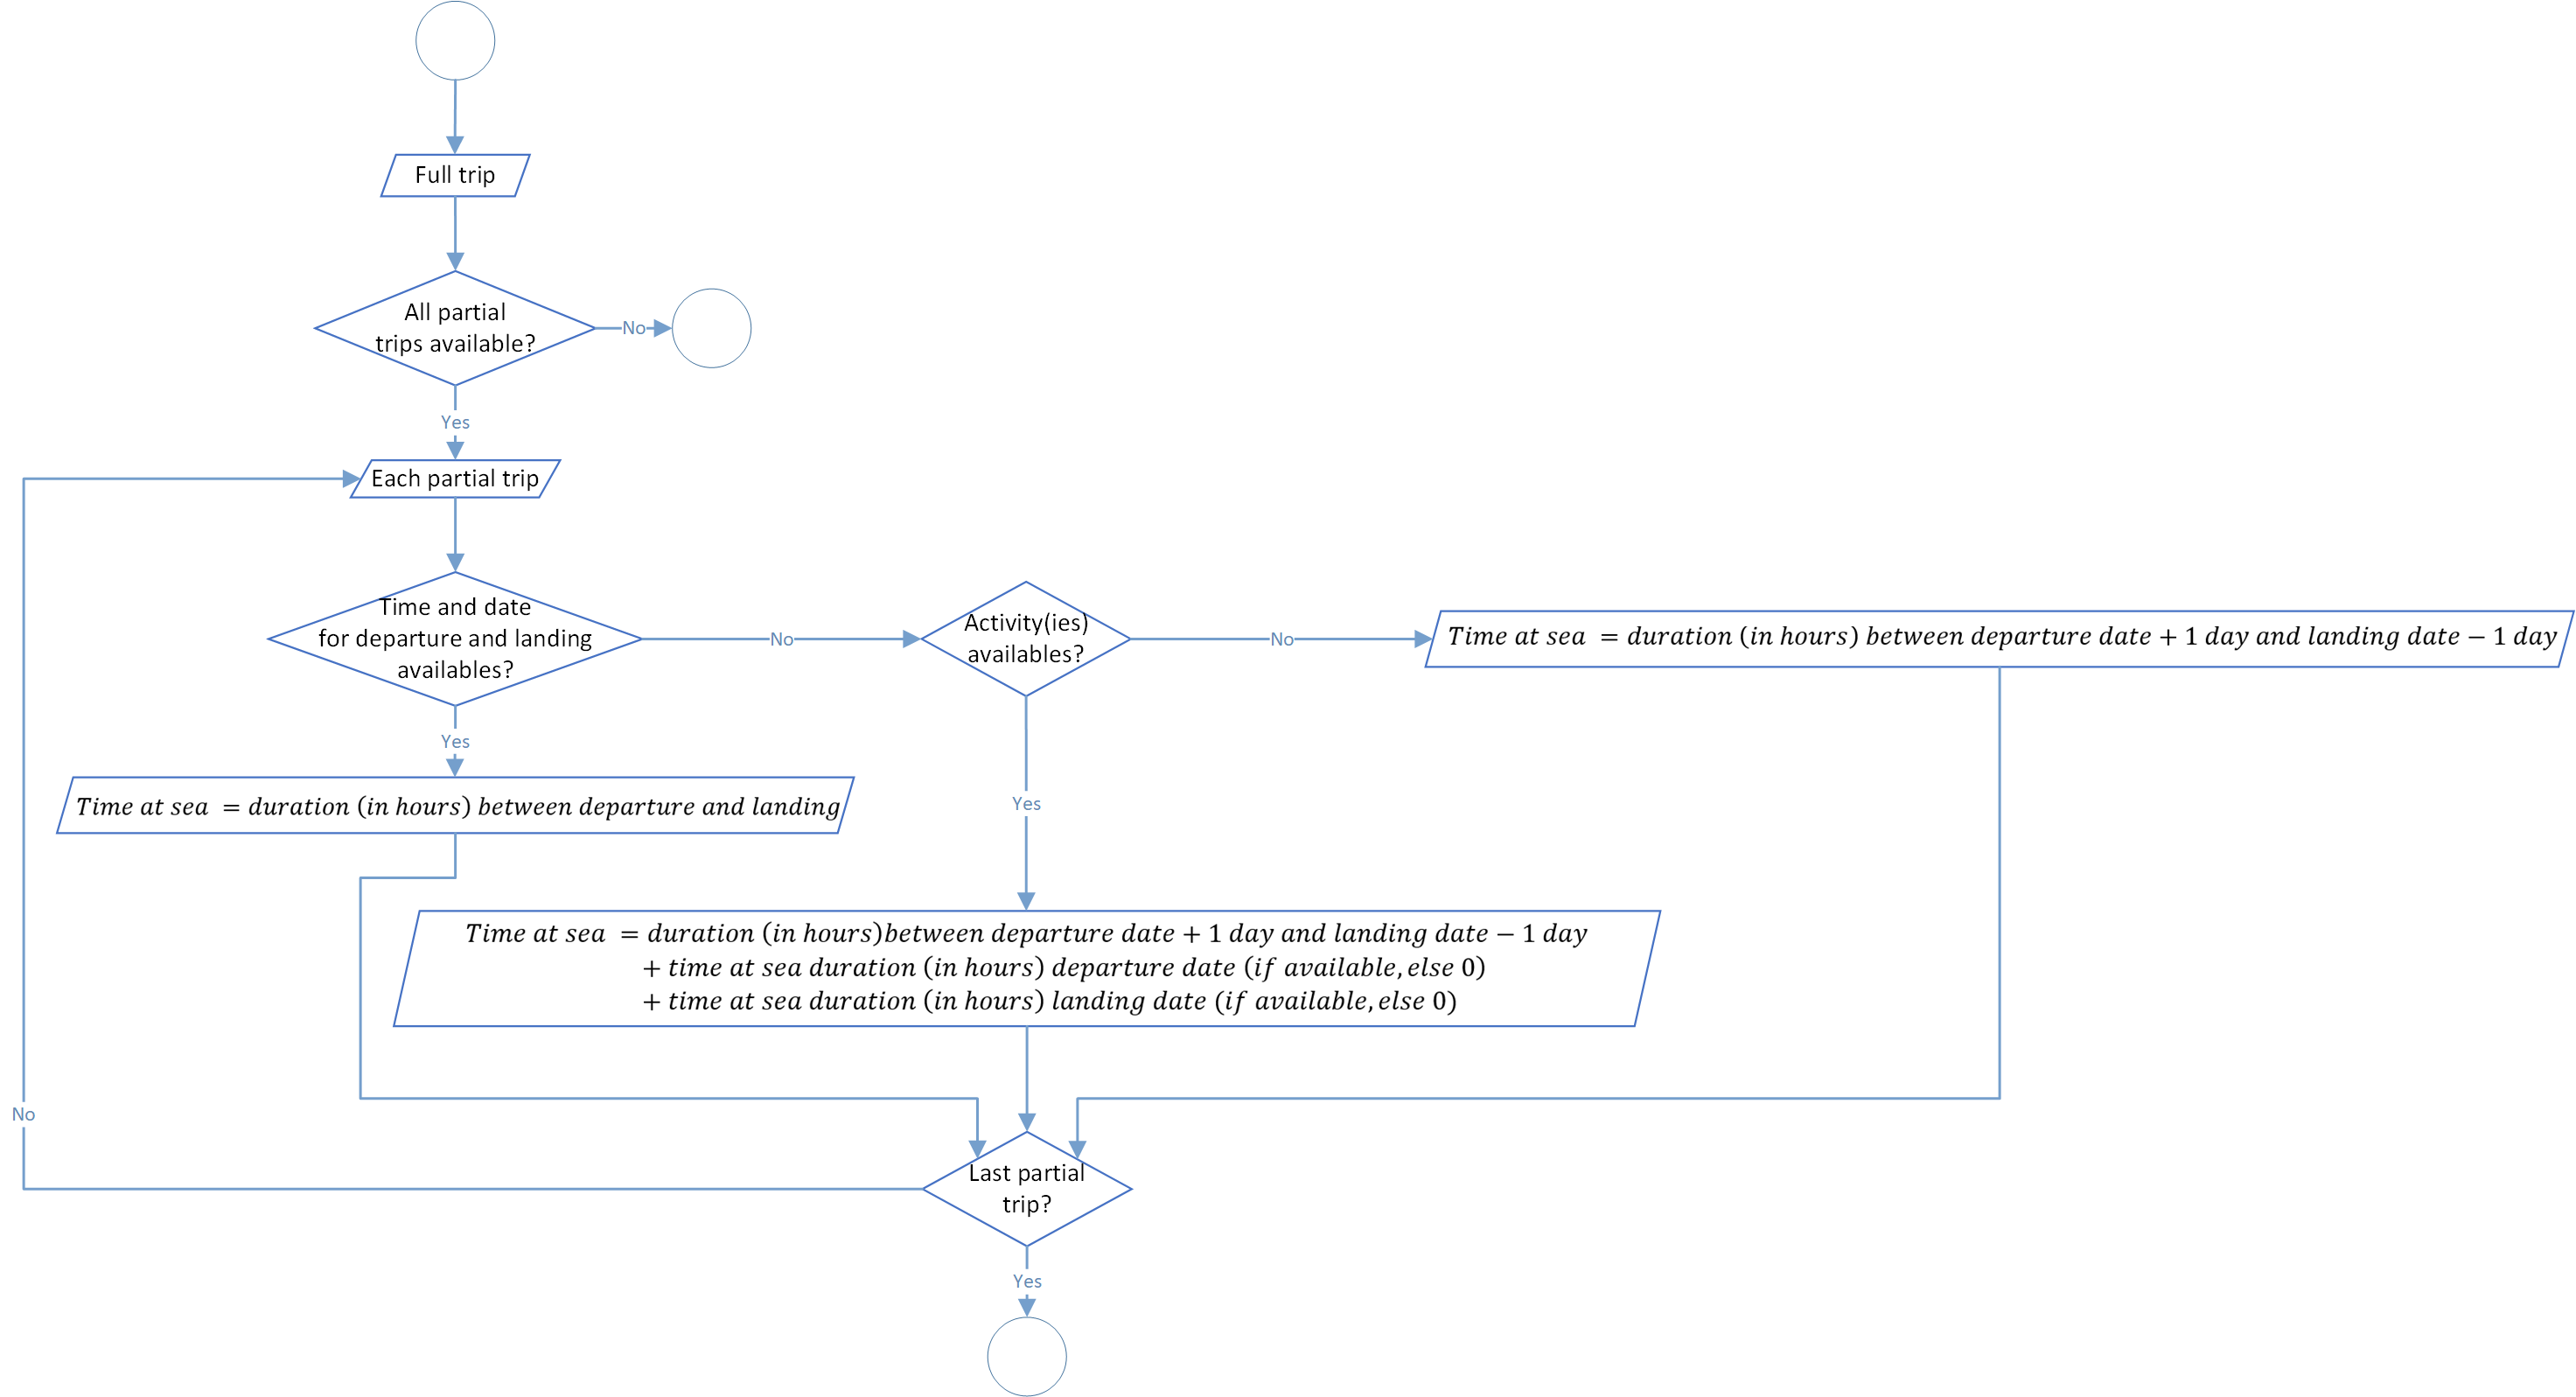 Full trip
All partial
trips available?
No
Yes
Each partial trip
Time and date
for departure and landing
availables?
No
Activity(ies)
availables?
No
Time at sea = duration (in hours) between departure date + 1 day and landing date − 1 day
Yes
Time at sea = duration (in hours) between departure and landing
Yes
Time at sea = duration (in hours)between departure date + 1 day and landing date − 1 day
+ time at sea duration (in hours) departure date (if available, else 0)
+ time at sea duration (in hours) landing date (if available, else 0)
No
Last partial
trip?
Yes